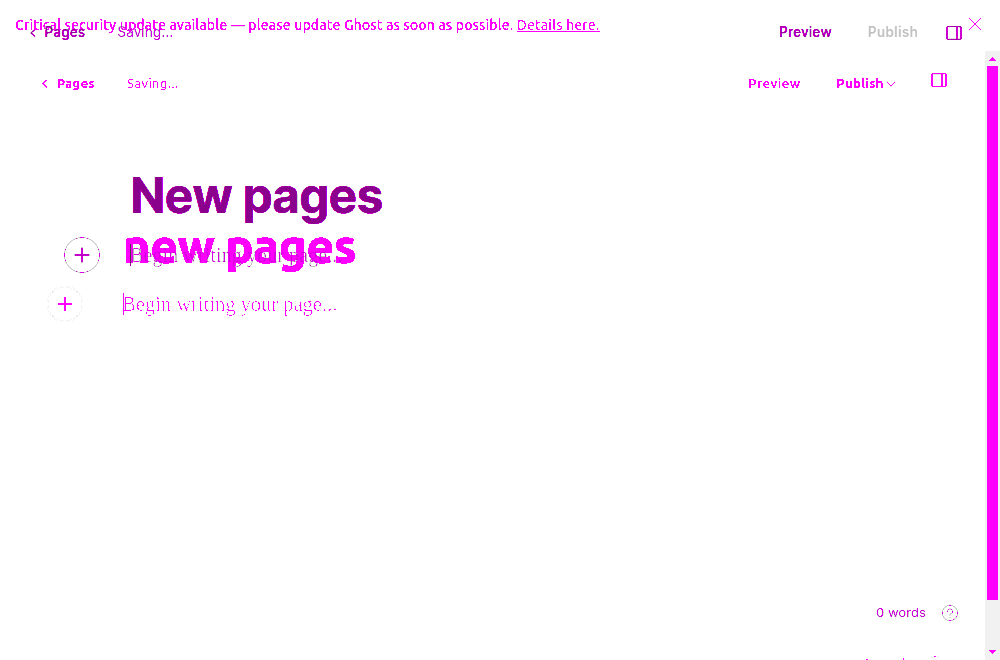 Critical security update available — please update Ghost as soon as possible. Details here.
Pages Saving... Preview Publish
Pages Saving... Preview Publish
New pages
new pages
Begin writing your page...
Begin writing your page...
0 words